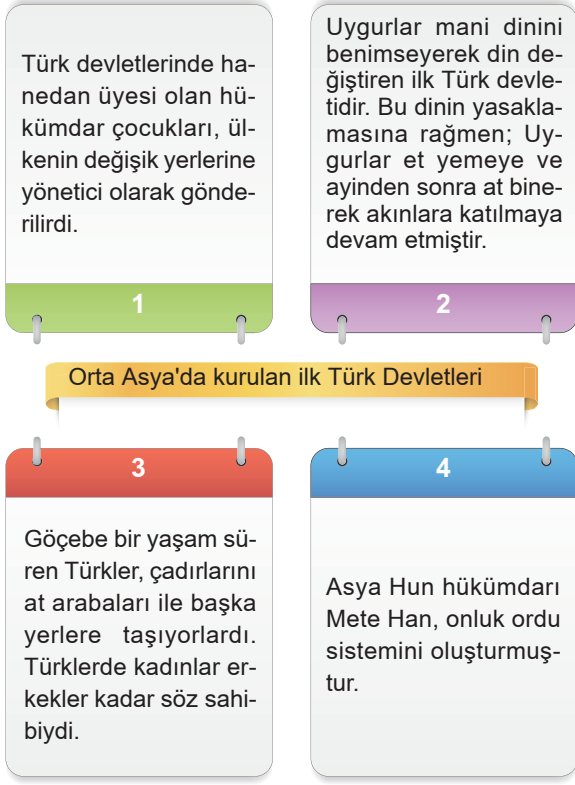 Türk devletlerinde ha-
nedan üyesi olan hü-
kümdar çocukları, ül-
kenin değişik yerlerine
yönetici olarak gönde-
rilirdi.
1
Uygurlar mani dinini
benimseyerek din de-
ğiştiren ilk Türk devle-
tidir. Bu dinin yasakla-
masına rağmen; Uy-
gurlar et yemeye ve
ayinden sonra at bine-
rek akınlara katılmaya
devam etmiştir.
2
Orta Asya'da kurulan ilk Türk Devletleri
3
Göçebe bir yaşam sü-
ren Türkler, çadırlarını
at arabaları ile başka
yerlere taşıyorlardı.
Türklerde kadınlar er-
kekler kadar söz sahi-
biydi.
4
Asya Hun hükümdarı
Mete Han, onluk ordu
sistemini oluşturmuş-
tur.